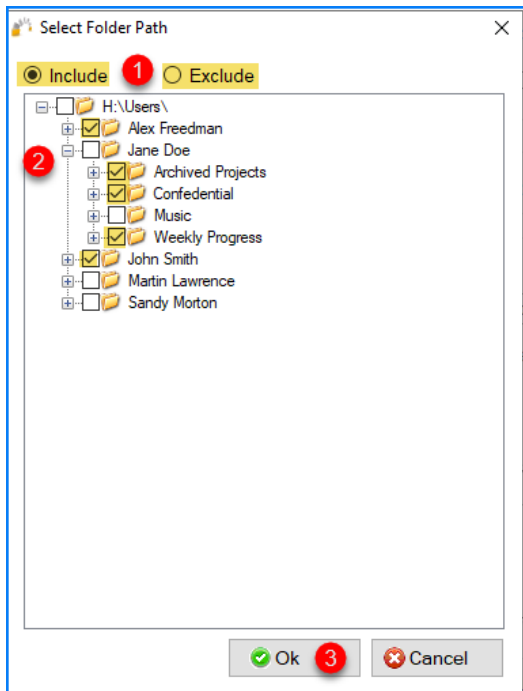 Select Folder Path
Include 1 Exclude
H:\Users\
Alex Freedman
2 Jane Doe
Archived Projects
Confedential
Music
Weekly Progress
John Smith
Martin Lawrence
Sandy Morton
Ok 3 Cancel